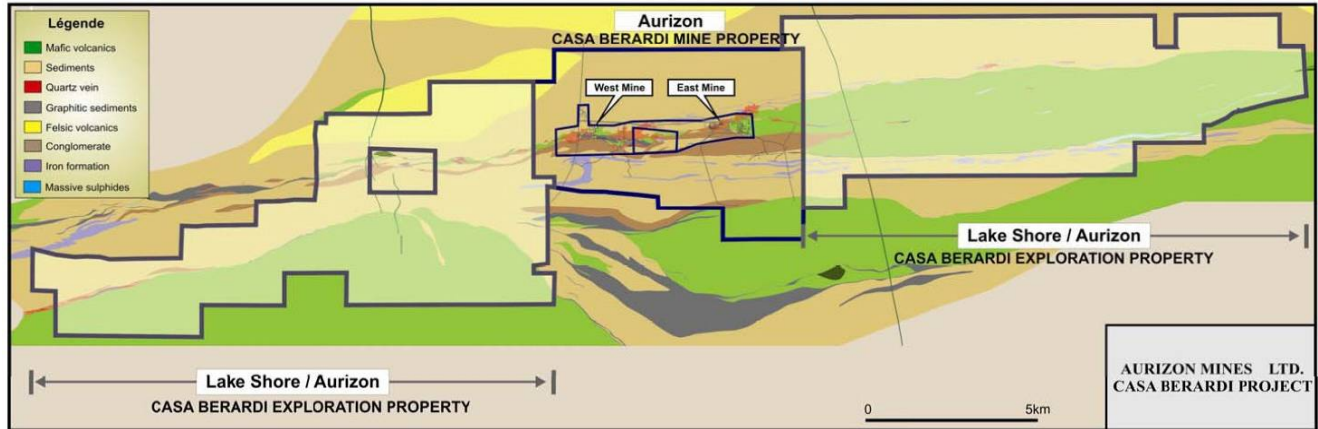 Légende
Mafic volcanics
Sediments
Quartz vein
Graphitic sediments
Felsic volcanics
Conglomerate
Iron formation
Massive sulphides
Aurizon
CASA BERARDI MINE PROPERTY
West Mine
East Mine
Lake Shore / Aurizon
CASA BERARDI EXPLORATION PROPERTY
Lake Shore / Aurizon
CASA BERARDI EXPLORATION PROPERTY
0 5km
AURIZON MINES LTD.
CASA BERARDI PROJECT